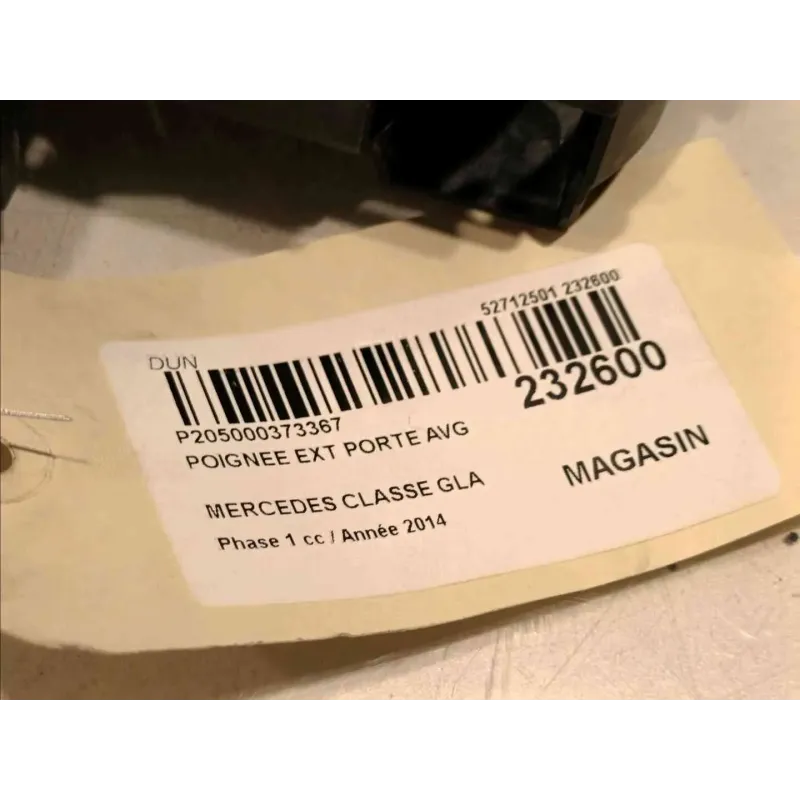 52712501 232600
DUN
232600
P205000373367
POIGNEE EXT PORTE AVG
MAGASIN
MERCEDES CLASSE GLA
Phase 1 cc / Année 2014